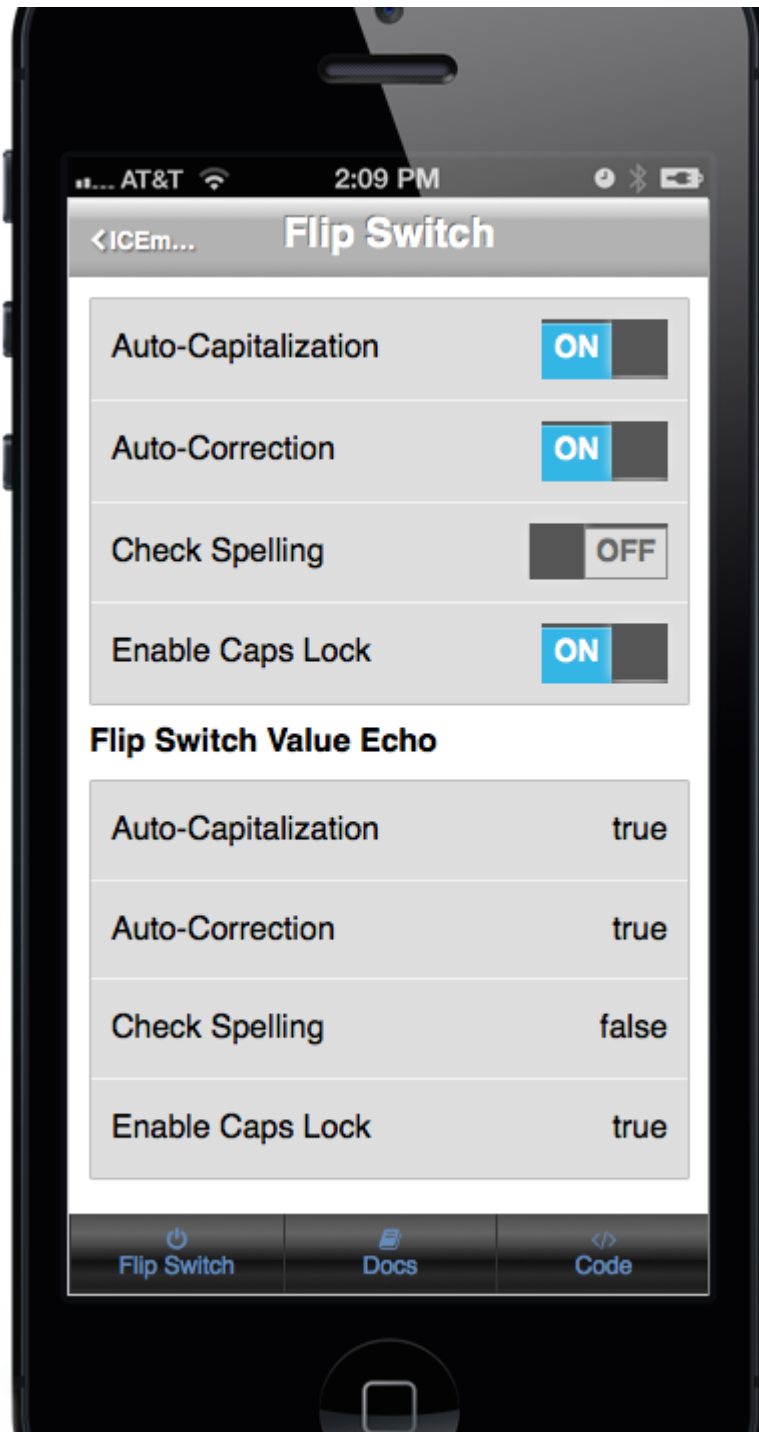 .... AT&T 2:09 PM
ICEm... Flip Switch
Auto-Capitalization ON
Auto-Correction ON
Check Spelling OFF
Enable Caps Lock ON
Flip Switch Value Echo
Auto-Capitalization true
Auto-Correction true
Check Spelling false
Enable Caps Lock true
Flip Switch Docs </> Code